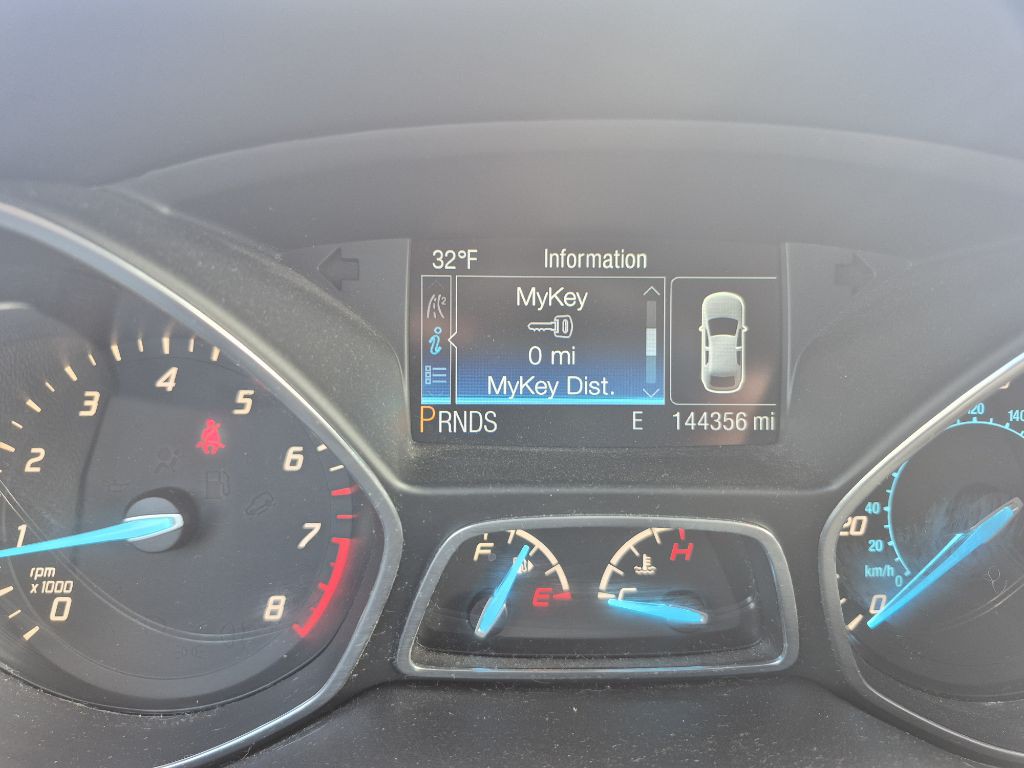 32°F Information
MyKey
0 mi
MyKey Dist.
PRNDS E 144356 mi
1
2
3
4
5
6
7
8
0
rpm
x1000
F
E
H
C
20
0
120
140
40
20
km/h
0